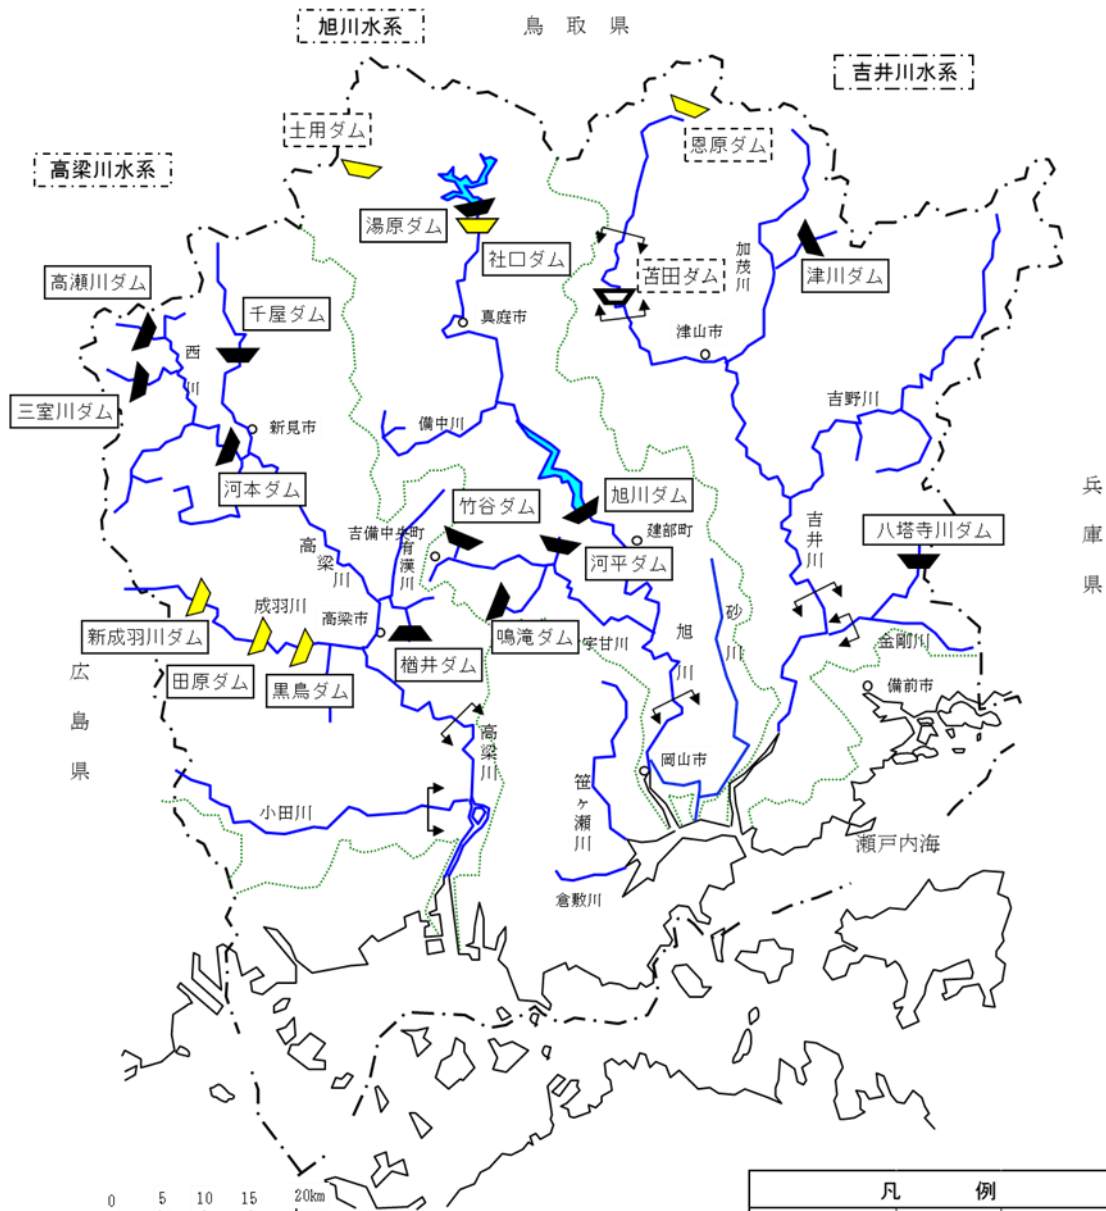 旭川水系
鳥取県
吉井川水系
土用ダム
恩原ダム
高梁川水系
湯原ダム
社口ダム
加茂川
津川ダム
苫田ダム
高瀬川ダム
千屋ダム
真庭市
津山市
西川
三室川ダム
吉野川
新見市
備中川
河本ダム
竹谷ダム
旭川ダム
兵庫県
吉備中央町
有漢川
建部町
吉井川
八塔寺川ダム
高梁川
河平ダム
成羽川
高梁市
新成羽川ダム
鳴滝ダム
宇甘川
旭川
砂川
金剛川
楢井ダム
田原ダム
黒鳥ダム
備前市
広島県
高梁川
岡山市
笹ヶ瀬川
小田川
瀬戸内海
倉敷川
0 5 10 15 20km
凡例